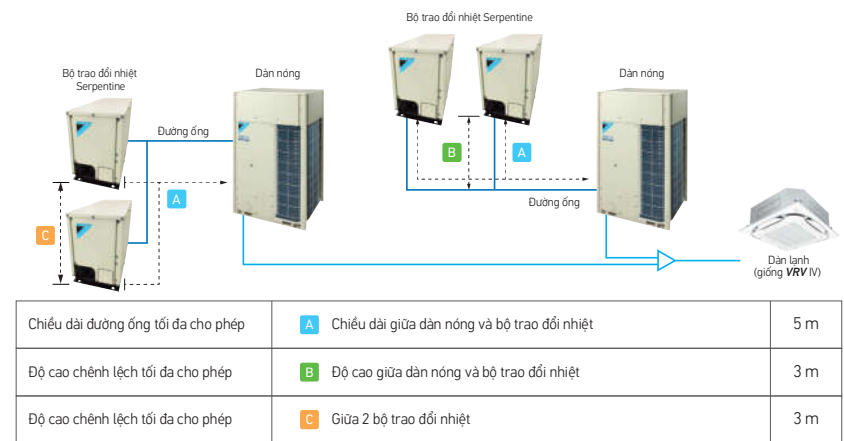 Bộ trao đổi nhiệt Serpentine
Bộ trao đổi nhiệt
Serpentine
Dàn nóng
Dàn nóng
Đường ống
B
A
A
C
Đường ống
Dàn lạnh
(giống VRV IV)
Chiều dài đường ống tối đa cho phép A Chiều dài giữa dàn nóng và bộ trao đổi nhiệt 5 m
Độ cao chênh lệch tối đa cho phép B Độ cao giữa dàn nóng và bộ trao đổi nhiệt 3 m
Độ cao chênh lệch tối đa cho phép C Giữa 2 bộ trao đổi nhiệt 3 m